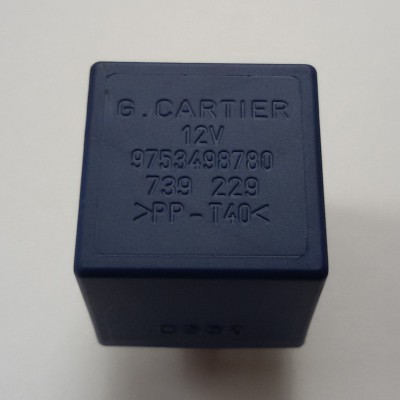 G. CARTIER
12V
9753498780
739 229
>PP-T40<